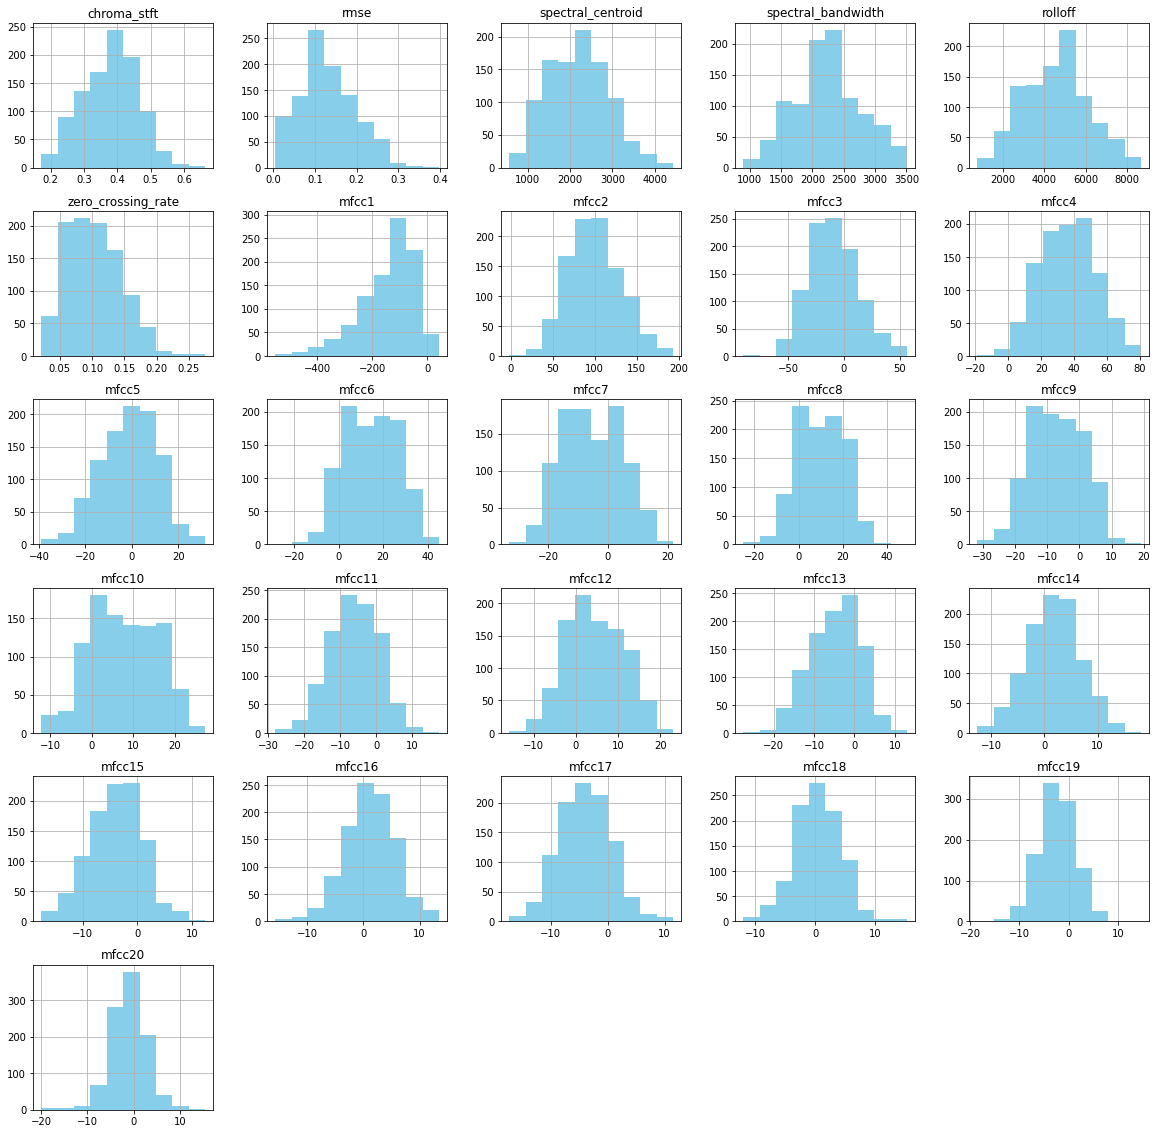 chroma_stft
250
200
150
100
50
0
0.2 0.3 0.4 0.5 0.6
rmse
250
200
150
100
50
0
0.0 0.1 0.2 0.3 0.4
spectral_centroid
200
150
100
50
0
1000 2000 3000 4000
spectral_bandwidth
200
150
100
50
0
1000 1500 2000 2500 3000 3500
rolloff
200
150
100
50
0
2000 4000 6000 8000
zero_crossing_rate
200
150
100
50
0
0.05 0.10 0.15 0.20 0.25
mfcc1
300
250
200
150
100
50
0
−400 −200 0
mfcc2
200
150
100
50
0
0 50 100 150 200
mfcc3
250
200
150
100
50
0
−50 0 50
mfcc4
200
150
100
50
0
−20 0 20 40 60 80
mfcc5
200
150
100
50
0
−40 −20 0 20
mfcc6
200
150
100
50
0
−20 0 20 40
mfcc7
150
100
50
0
−20 0 20
mfcc8
250
200
150
100
50
0
−20 0 20 40
mfcc9
200
150
100
50
0
−30 −20 −10 0 10 20
mfcc10
150
100
50
0
−10 0 10 20
mfcc11
250
200
150
100
50
0
−30 −20 −10 0 10
mfcc12
200
150
100
50
0
−10 0 10 20
mfcc13
250
200
150
100
50
0
−20 −10 0 10
mfcc14
200
150
100
50
0
−10 0 10
mfcc15
200
150
100
50
0
−10 0 10
mfcc16
250
200
150
100
50
0
−10 0 10
mfcc17
200
150
100
50
0
−10 0 10
mfcc18
250
200
150
100
50
0
−10 0 10
mfcc19
300
200
100
0
−20 −10 0 10
mfcc20
300
200
100
0
−20 −10 0 10